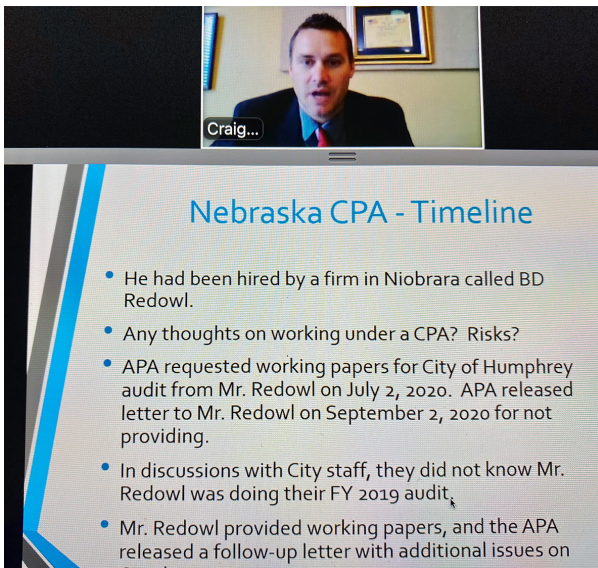 Craig...
Nebraska CPA - Timeline
• He had been hired by a firm in Niobrara called BD
Redowl.
• Any thoughts on working under a CPA? Risks?
• APA requested working papers for City of Humphrey
audit from Mr. Redowl on July 2, 2020. APA released
letter to Mr. Redowl on September 2, 2020 for not
providing.
• In discussions with City staff, they did not know Mr.
Redowl was doing their FY 2019 audit.
• Mr. Redowl provided working papers, and the APA
released a follow-up letter with additional issues on